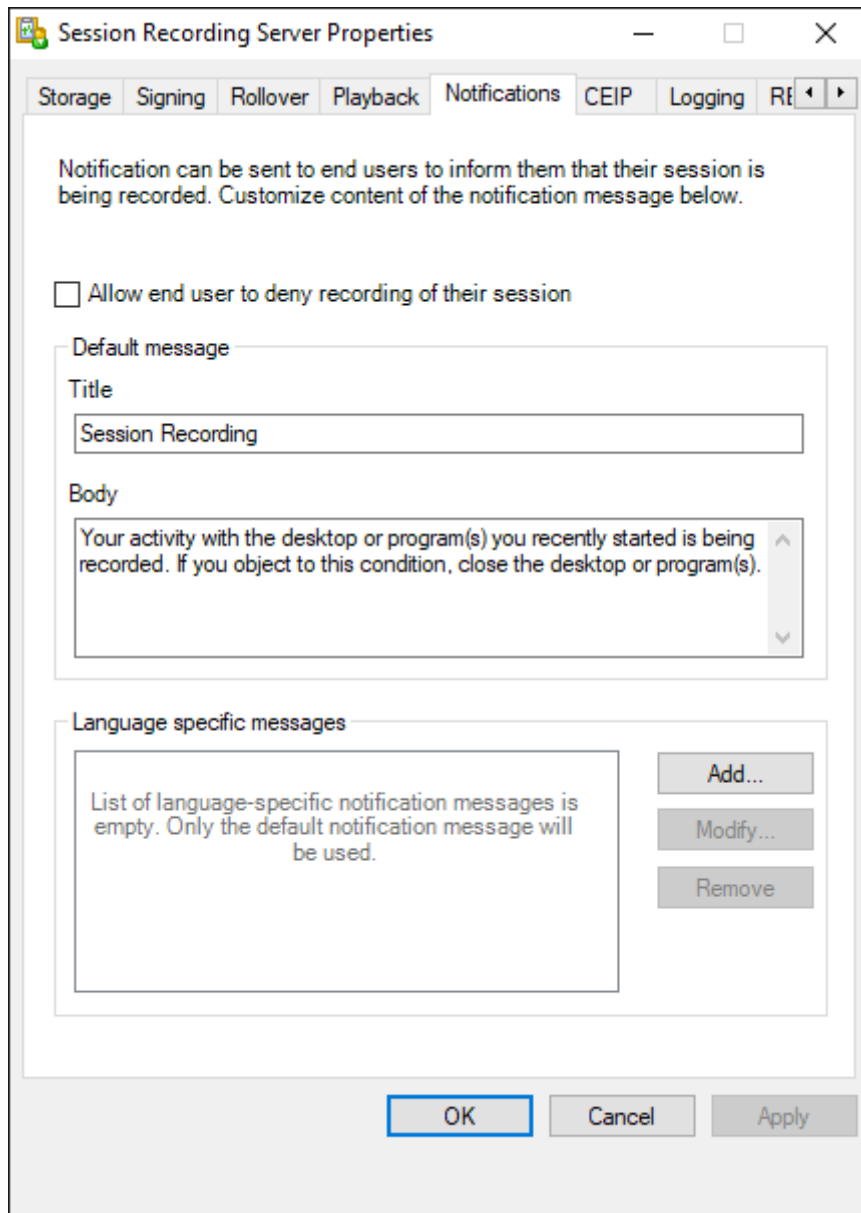 Session Recording Server Properties
Storage Signing Rollover Playback Notifications CEIP Logging RE
Notification can be sent to end users to inform them that their session is
being recorded. Customize content of the notification message below.
Allow end user to deny recording of their session
Default message
Title
Session Recording
Body
Your activity with the desktop or program(s) you recently started is being
recorded. If you object to this condition, close the desktop or program(s).
Language specific messages
List of language-specific notification messages is
empty. Only the default notification message will
be used.
Add...
Modify...
Remove
OK Cancel Apply